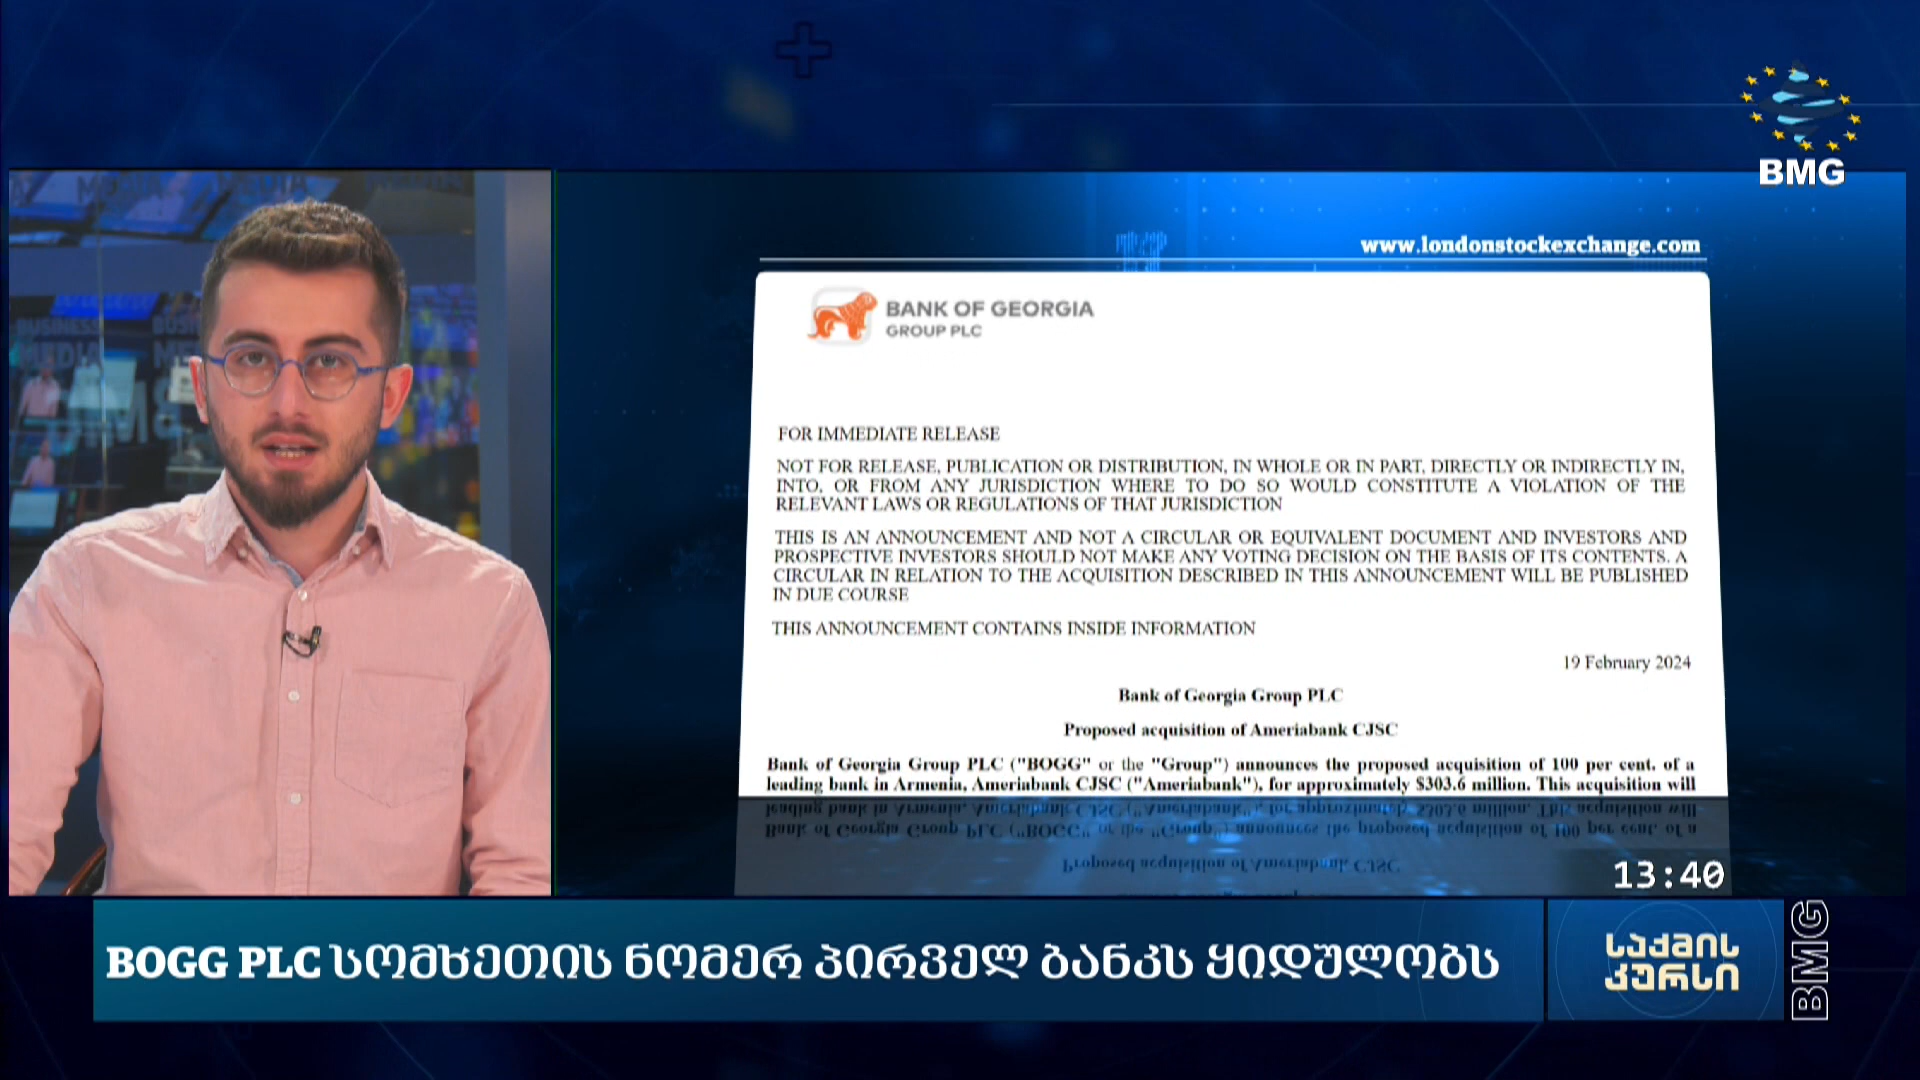 BMG
www.londonstockexchange.com
BANK OF GEORGIA
GROUP PLC
FOR IMMEDIATE RELEASE
NOT FOR RELEASE, PUBLICATION OR DISTRIBUTION, IN WHOLE OR IN PART, DIRECTLY OR INDIRECTLY IN,
INTO, OR FROM ANY JURISDICTION WHERE TO DO SO WOULD CONSTITUTE A VIOLATION OF THE
RELEVANT LAWS OR REGULATIONS OF THAT JURISDICTION
THIS IS AN ANNOUNCEMENT AND NOT A CIRCULAR OR EQUIVALENT DOCUMENT AND INVESTORS AND
PROSPECTIVE INVESTORS SHOULD NOT MAKE ANY VOTING DECISION ON THE BASIS OF ITS CONTENTS. A
CIRCULAR IN RELATION TO THE ACQUISITION DESCRIBED IN THIS ANNOUNCEMENT WILL BE PUBLISHED
IN DUE COURSE
THIS ANNOUNCEMENT CONTAINS INSIDE INFORMATION
19 February 2024
Bank of Georgia Group PLC
Proposed acquisition of Ameriabank CJSC
Bank of Georgia Group PLC ("BOGG" or the "Group") announces the proposed acquisition of 100 per cent. of a
leading bank in Armenia, Ameriabank CJSC ("Ameriabank"), for approximately $303.6 million. This acquisition will
13:40
BOGG PLC სომხეთის ნომერ პირველ ბანკს ყიდულობს
საქმის
კურსი
BMG